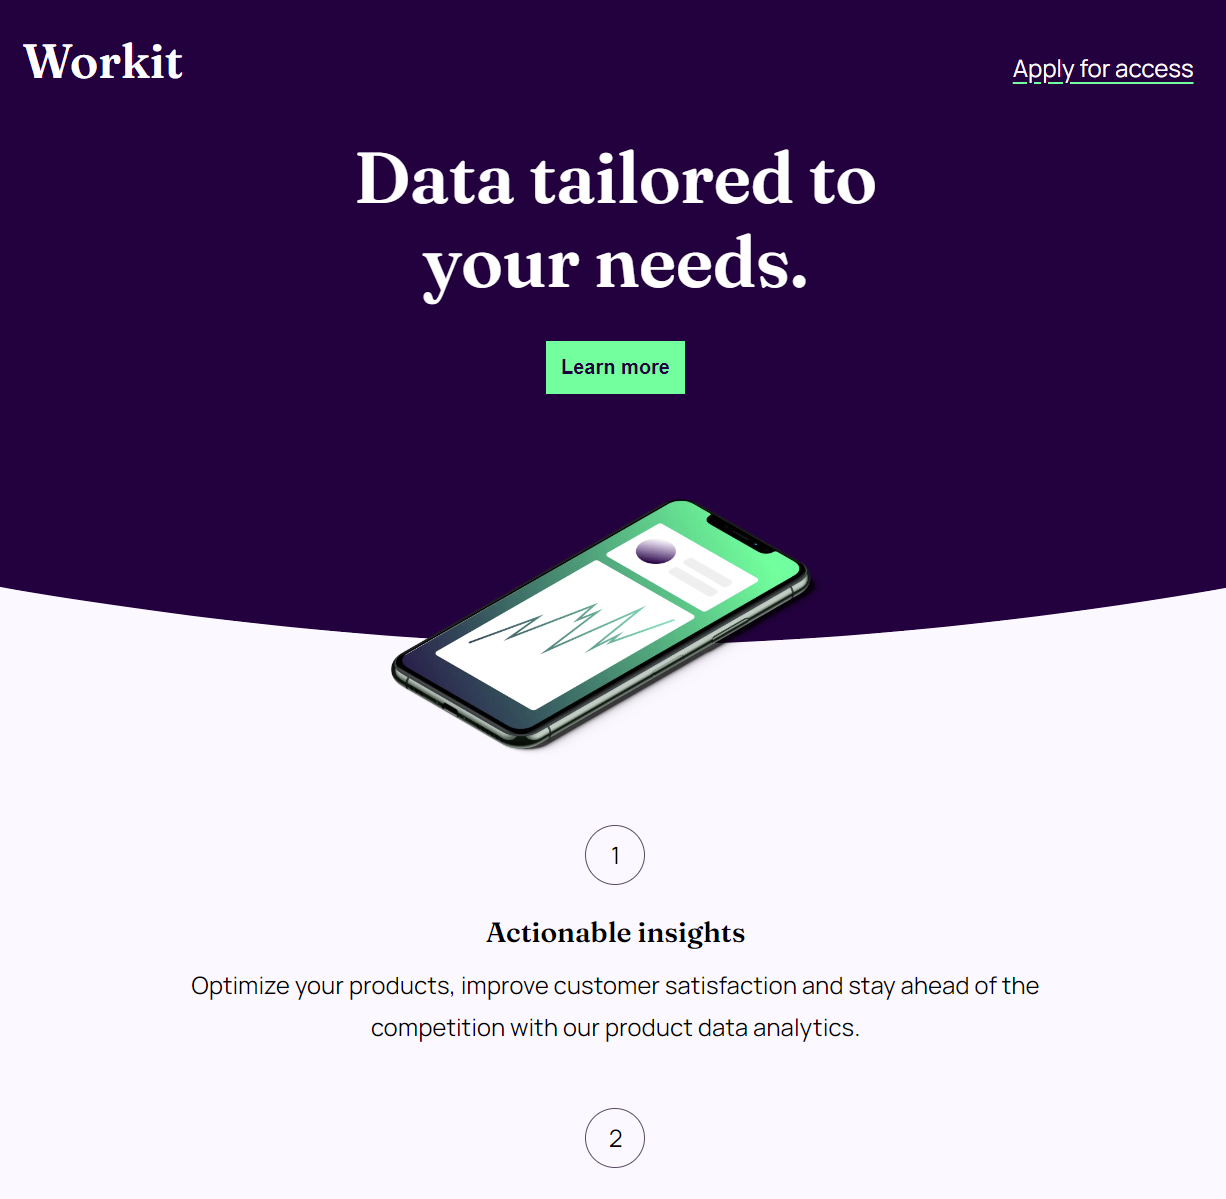 Workit
Apply for access
Data tailored to
your needs.
Learn more
1
Actionable insights
Optimize your products, improve customer satisfaction and stay ahead of the
competition with our product data analytics.
2